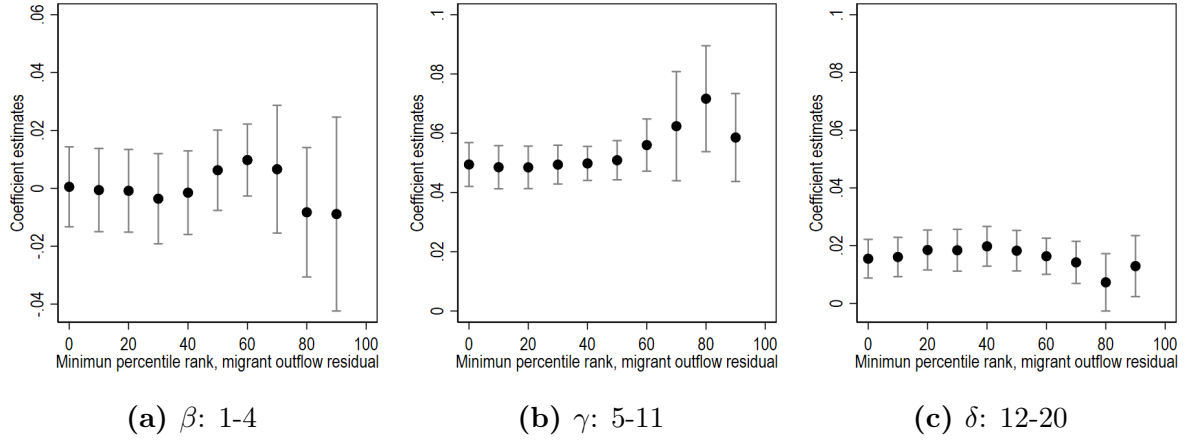 Coefficient estimates
-.04 -.02 0 .02 .04 .06
0 20 40 60 80 100
Minimun percentile rank, migrant outflow residual
(a) β: 1-4
Coefficient estimates
0 .02 .04 .06 .08 .1
0 20 40 60 80 100
Minimun percentile rank, migrant outflow residual
(b) γ: 5-11
Coefficient estimates
0 .02 .04 .06 .08 .1
0 20 40 60 80 100
Minimun percentile rank, migrant outflow residual
(c) δ: 12-20